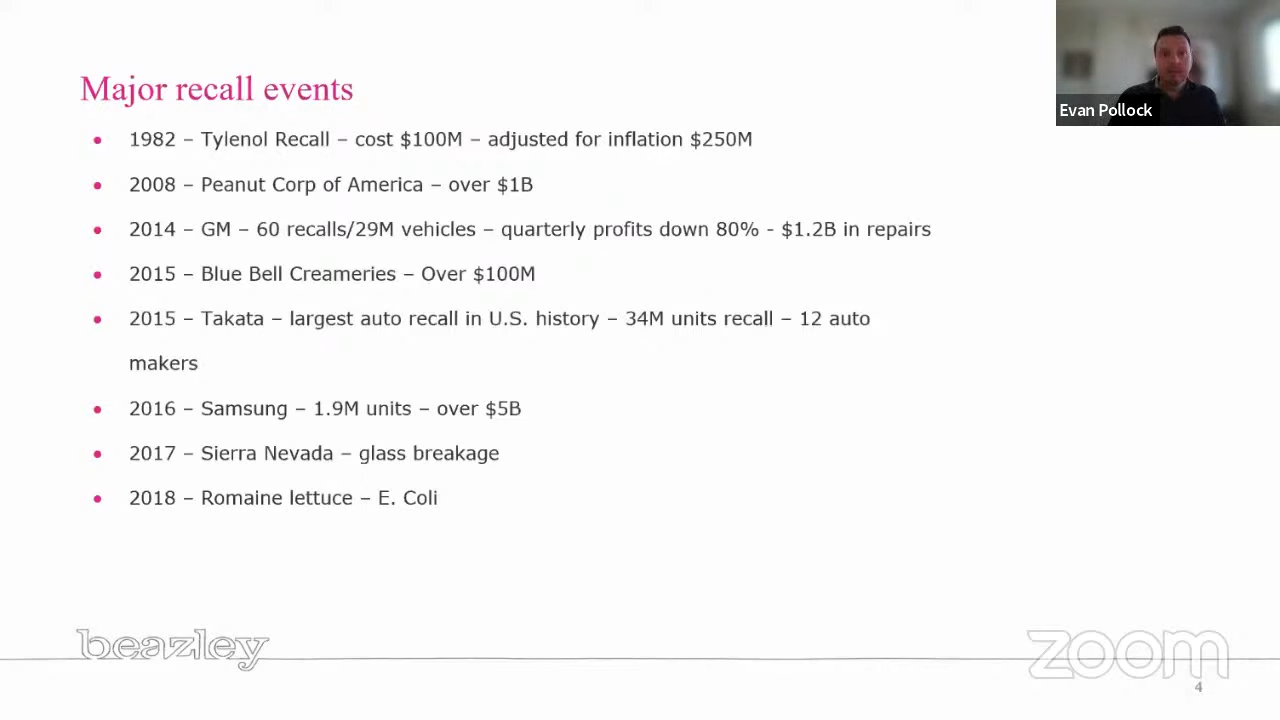 Major recall events
• 1982 – Tylenol Recall – cost $100M – adjusted for inflation $250M
• 2008 – Peanut Corp of America – over $1B
• 2014 – GM – 60 recalls/29M vehicles – quarterly profits down 80% - $1.2B in repairs
• 2015 – Blue Bell Creameries – Over $100M
• 2015 – Takata – largest auto recall in U.S. history – 34M units recall – 12 auto
makers
• 2016 – Samsung – 1.9M units – over $5B
• 2017 – Sierra Nevada – glass breakage
• 2018 – Romaine lettuce – E. Coli
Evan Pollock
beazley
zoom
4